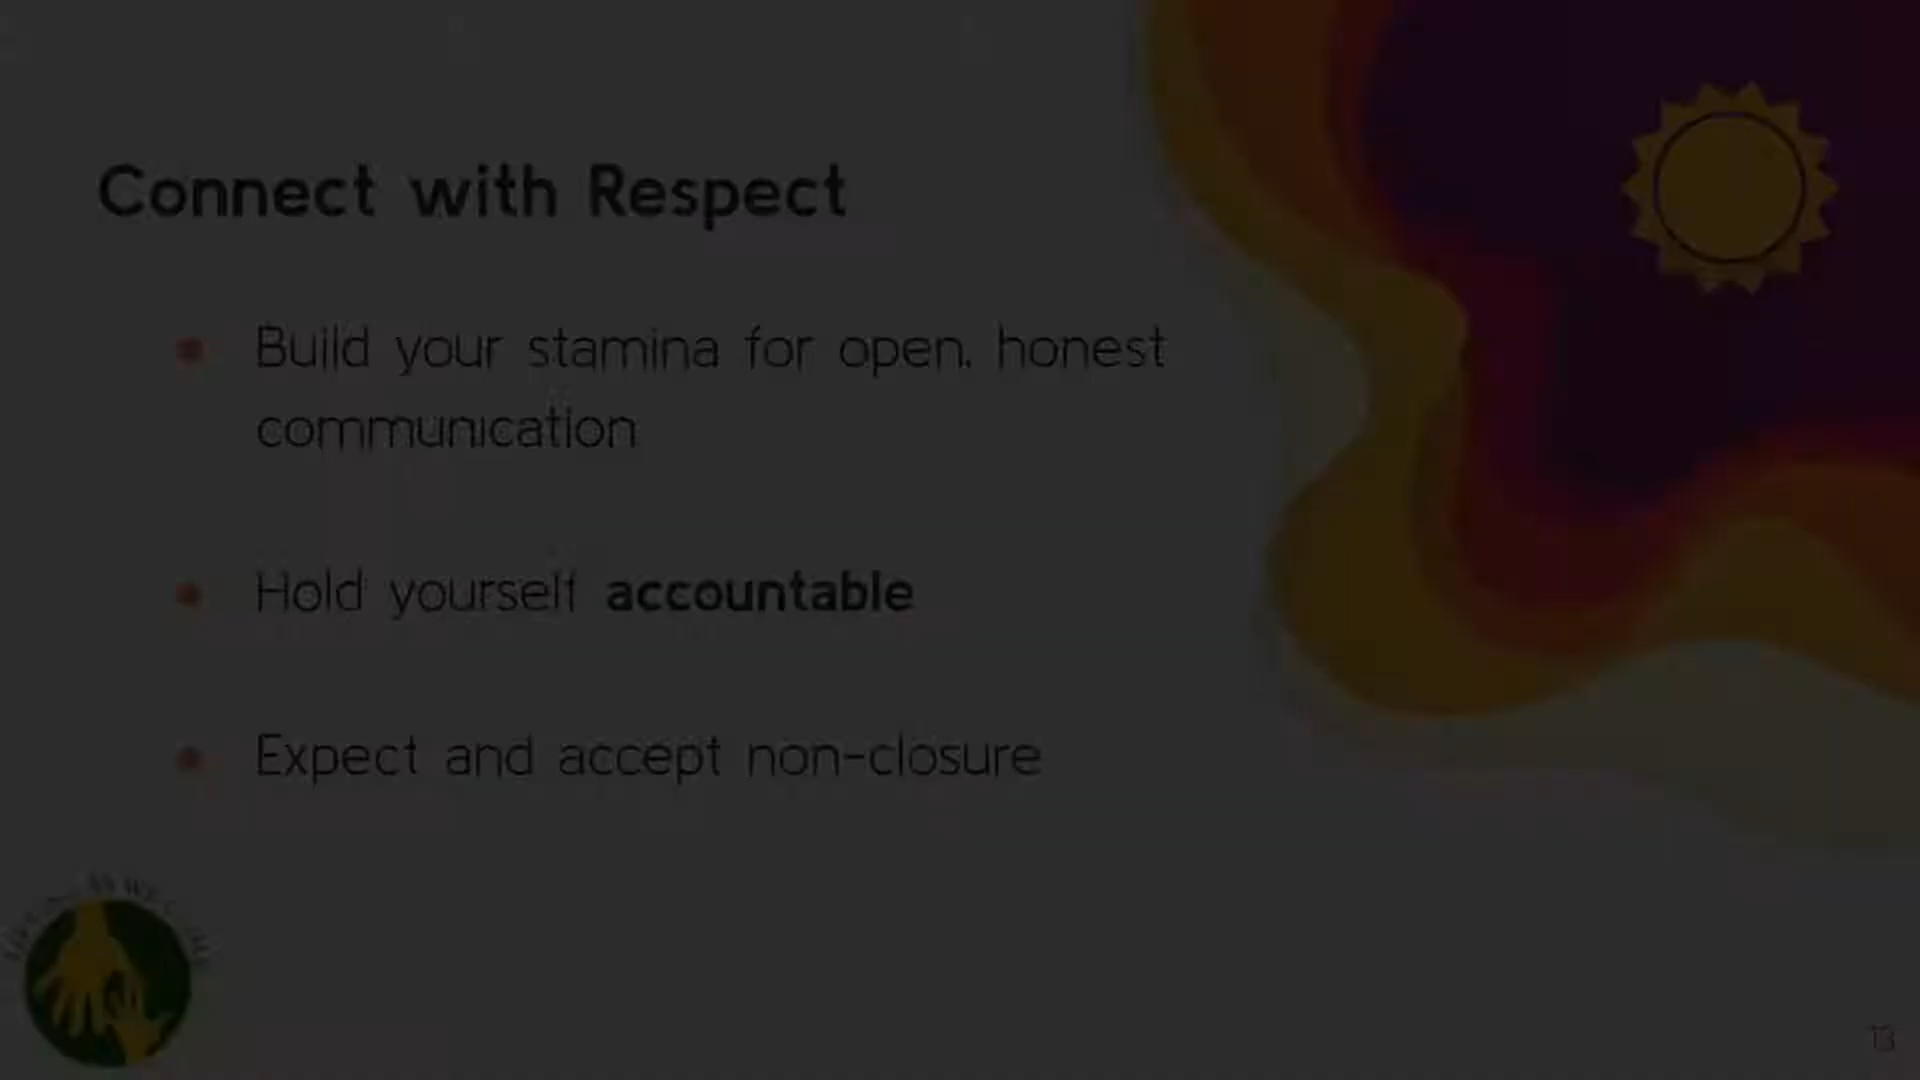 Connect with Respect
Build your stamina for open, honest
communication
Hold yourself accountable
Expect and accept non-closure
13